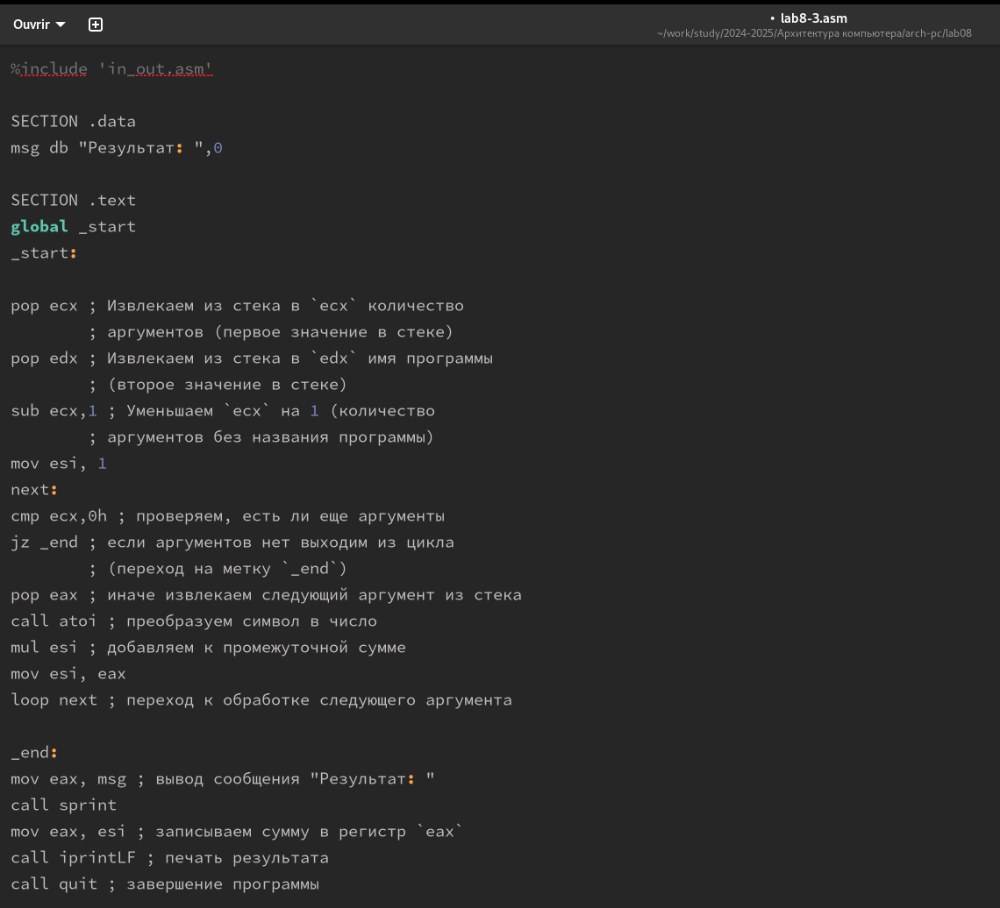 Ouvrir
• lab8-3.asm
~/work/study/2024-2025/Архитектура компьютера/arch-pc/lab08
%include 'in_out.asm'
SECTION .data
msg db "Результат: ",0
SECTION .text
global _start
_start:
pop ecx ; Извлекаем из стека в `ecx` количество
; аргументов (первое значение в стеке)
pop edx ; Извлекаем из стека в `edx` имя программы
; (второе значение в стеке)
sub ecx,1 ; Уменьшаем `ecx` на 1 (количество
; аргументов без названия программы)
mov esi, 1
next:
cmp ecx,0h ; проверяем, есть ли еще аргументы
jz _end ; если аргументов нет выходим из цикла
; (переход на метку `_end`)
pop eax ; иначе извлекаем следующий аргумент из стека
call atoi ; преобразуем символ в число
mul esi ; добавляем к промежуточной сумме
mov esi, eax
loop next ; переход к обработке следующего аргумента
_end:
mov eax, msg ; вывод сообщения "Результат: "
call sprint
mov eax, esi ; записываем сумму в регистр `eax`
call iprintLF ; печать результата
call quit ; завершение программы